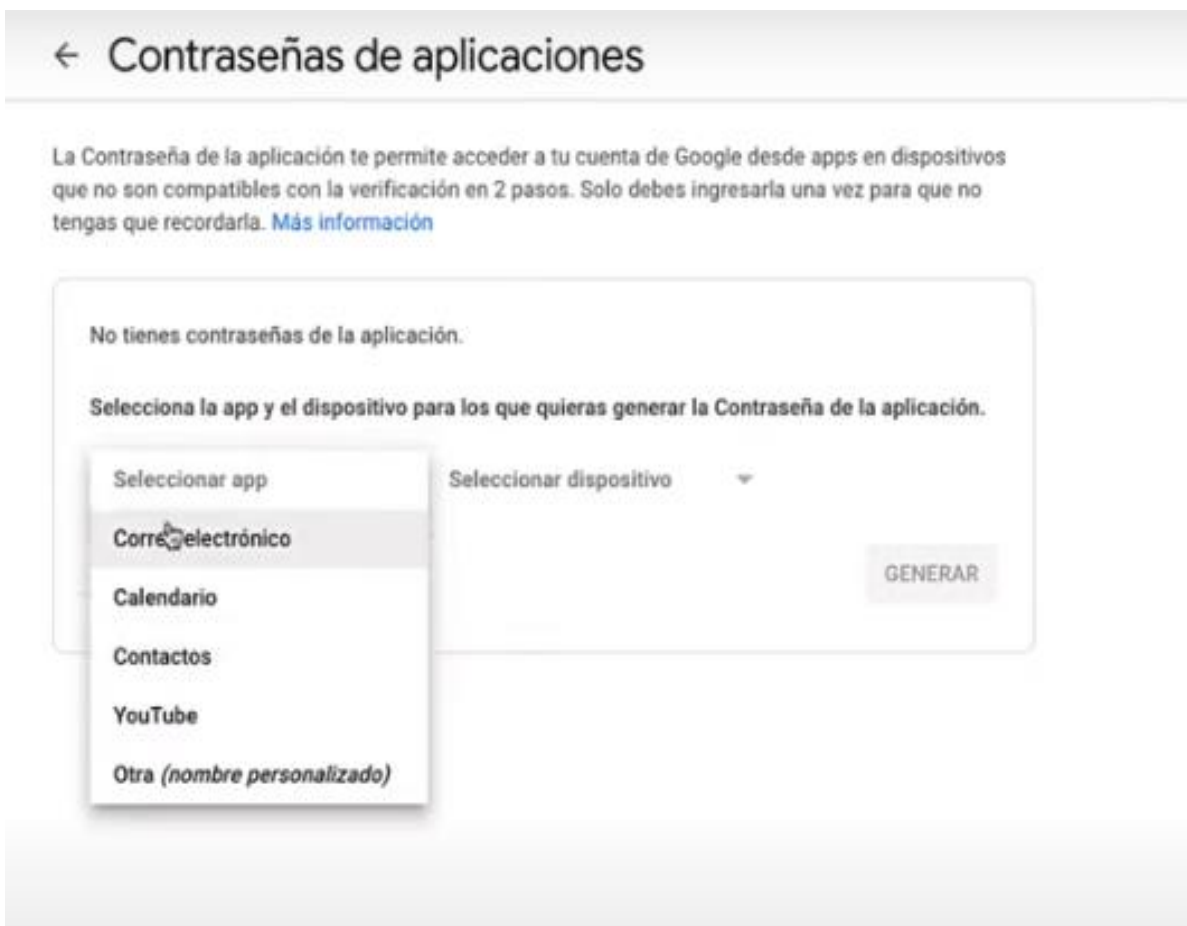 Contraseñas de aplicaciones
La Contraseña de la aplicación te permite acceder a tu cuenta de Google desde apps en dispositivos
que no son compatibles con la verificación en 2 pasos. Solo debes ingresarla una vez para que no
tengas que recordarla. Más información
No tienes contraseñas de la aplicación.
Selecciona la app y el dispositivo para los que quieras generar la Contraseña de la aplicación.
Seleccionar app
Seleccionar dispositivo
Correo electrónico
Calendario
GENERAR
Contactos
YouTube
Otra (nombre personalizado)